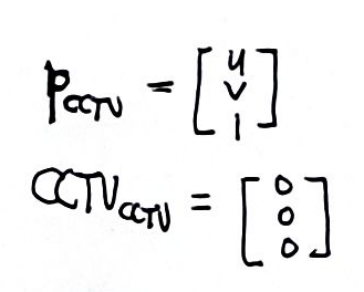 P_CCTV = [u v 1]
CCTV_CCTV = [0 0 0]